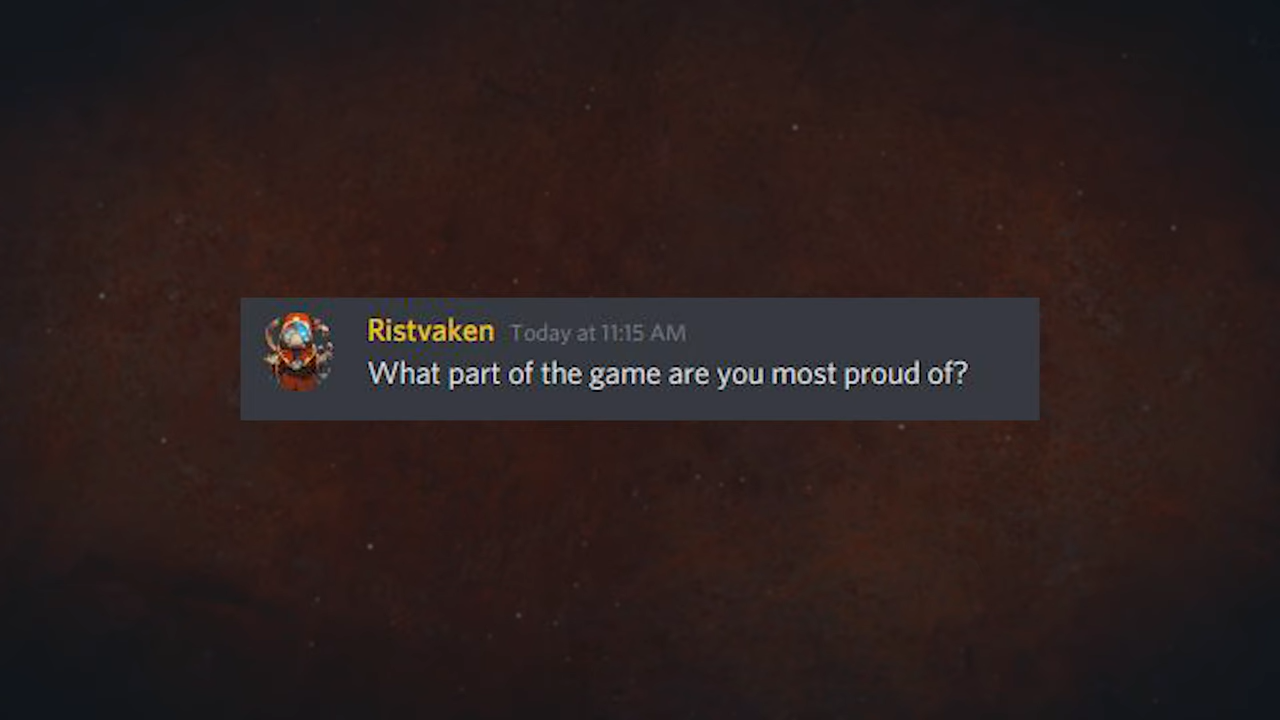 Ristvaken Today at 11:15 AM
What part of the game are you most proud of?